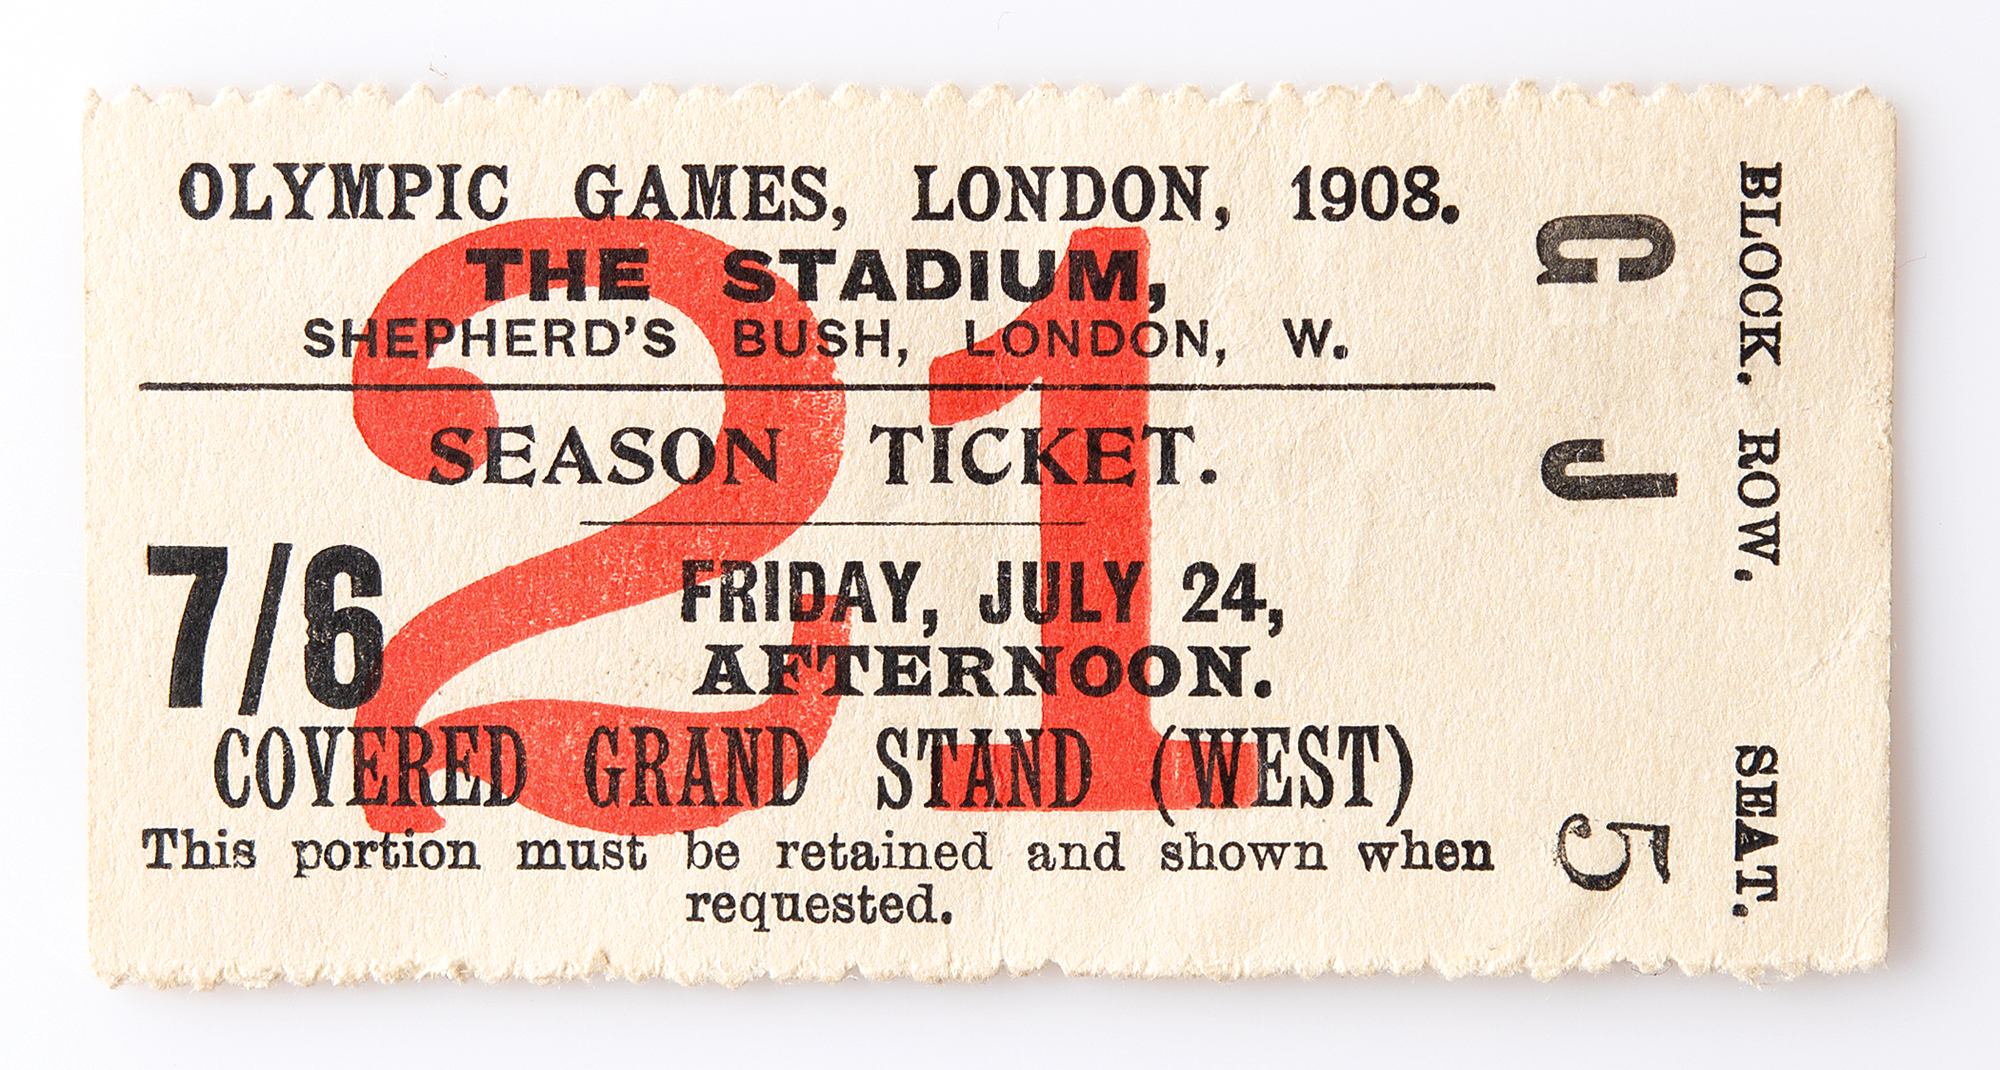 OLYMPIC GAMES, LONDON, 1908.
THE STADIUM,
SHEPHERD'S BUSH, LONDON, W.
SEASON TICKET.
21
7/6
FRIDAY, JULY 24,
AFTERNOON.
COVERED GRAND STAND (WEST)
This portion must be retained and shown when
requested.
BLOCK. ROW. SEAT.
G J 5